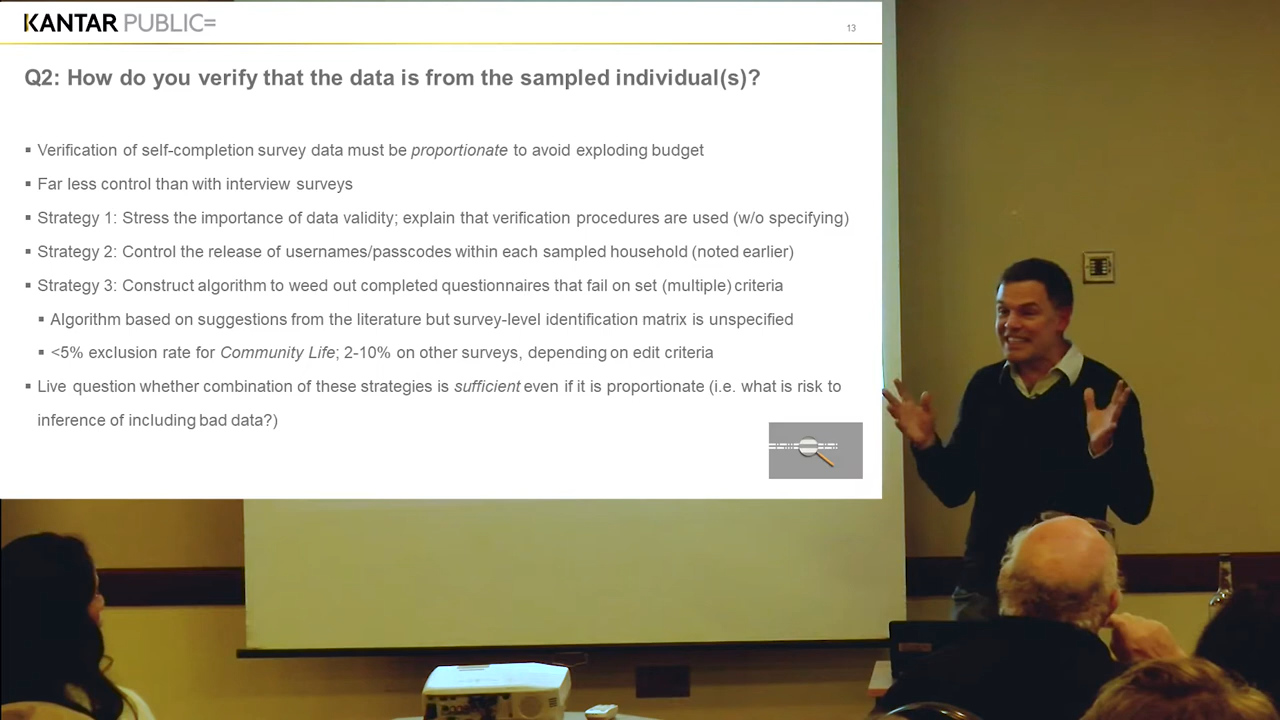 KANTAR PUBLIC=
13
Q2: How do you verify that the data is from the sampled individual(s)?
▪ Verification of self-completion survey data must be proportionate to avoid exploding budget
▪ Far less control than with interview surveys
▪ Strategy 1: Stress the importance of data validity; explain that verification procedures are used (w/o specifying)
▪ Strategy 2: Control the release of usernames/passcodes within each sampled household (noted earlier)
▪ Strategy 3: Construct algorithm to weed out completed questionnaires that fail on set (multiple) criteria
▪ Algorithm based on suggestions from the literature but survey-level identification matrix is unspecified
▪ <5% exclusion rate for Community Life; 2-10% on other surveys, depending on edit criteria
▪ Live question whether combination of these strategies is sufficient even if it is proportionate (i.e. what is risk to
inference of including bad data?)